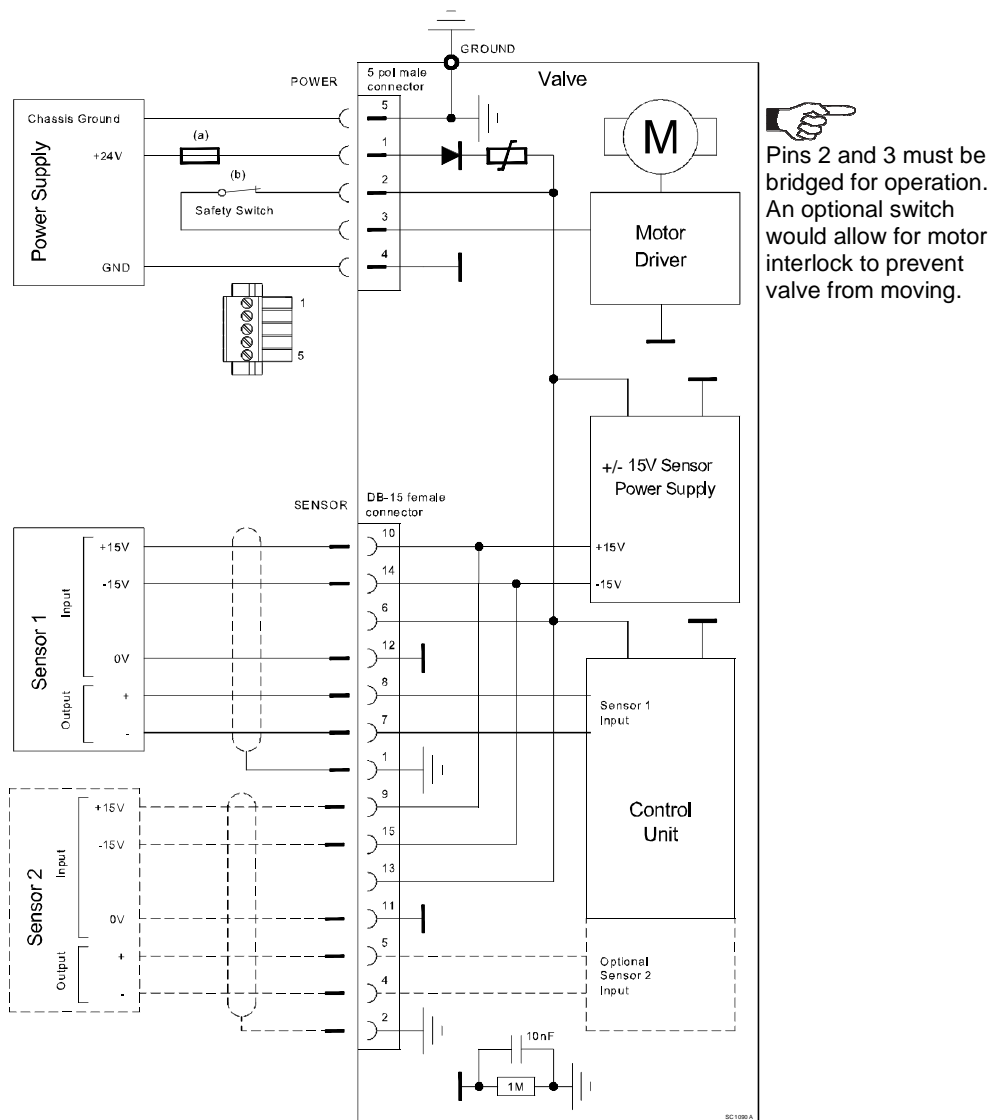 GROUND
POWER
5 pol male
connector
Valve
Power Supply
Chassis Ground
+24V
GND
(a)
(b)
Safety Switch
5
1
2
3
4
1
5
M
Motor
Driver
Pins 2 and 3 must be
bridged for operation.
An optional switch
would allow for motor
interlock to prevent
valve from moving.
+/- 15V Sensor
Power Supply
+15V
-15V
SENSOR
DB-15 female
connector
Sensor 1
Input
+15V
-15V
0V
Output
+
-
10
14
6
12
8
7
1
Sensor 1
Input
Control
Unit
Sensor 2
Input
+15V
-15V
0V
Output
+
-
9
15
13
11
5
4
2
Optional
Sensor 2
Input
10nF
1M
SC1090 A